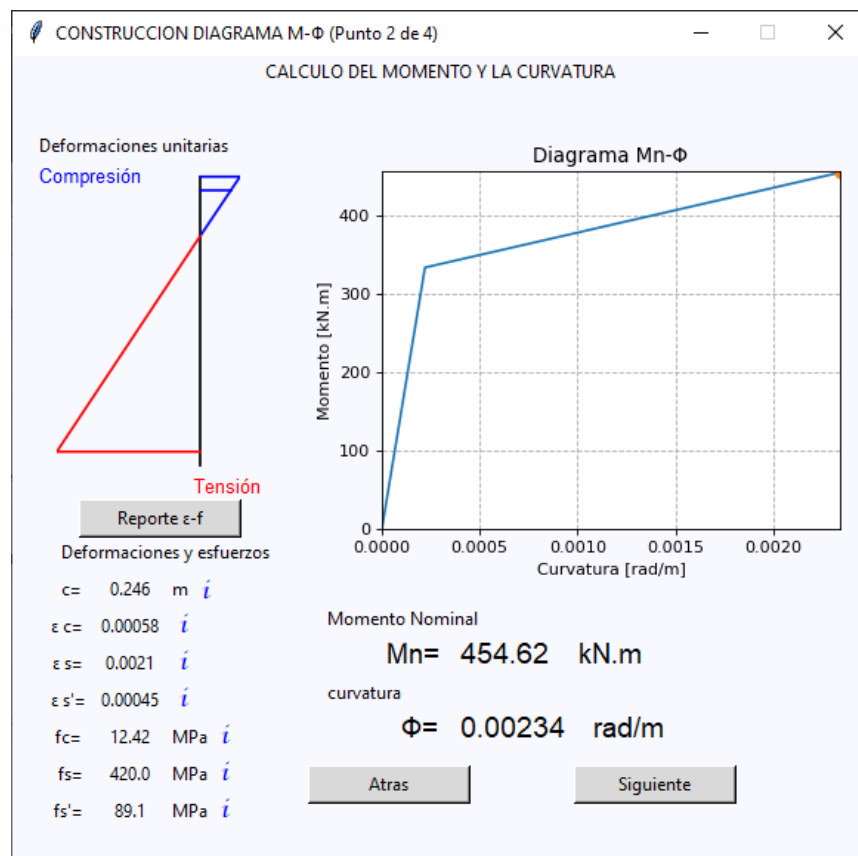 CONSTRUCCION DIAGRAMA M-Φ (Punto 2 de 4)
CALCULO DEL MOMENTO Y LA CURVATURA
Deformaciones unitarias
Compresión
Tensión
Reporte ε-f
Deformaciones y esfuerzos
c= 0.246 m i
ε c= 0.00058 i
ε s= 0.0021 i
ε s'= 0.00045 i
fc= 12.42 MPa i
fs= 420.0 MPa i
fs'= 89.1 MPa i
Diagrama Mn-Φ
Momento [kN.m]
400
300
200
100
0
0.0000 0.0005 0.0010 0.0015 0.0020
Curvatura [rad/m]
Momento Nominal
Mn= 454.62 kN.m
curvatura
Φ= 0.00234 rad/m
Atras Siguiente